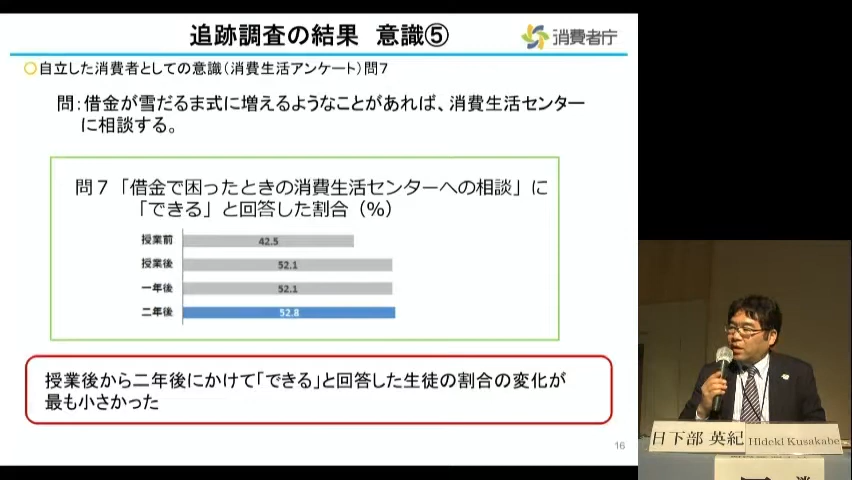 追跡調査の結果　意識⑤
消費者庁
○自立した消費者としての意識（消費生活アンケート）問７
問：借金が雪だるま式に増えるようなことがあれば、消費生活センター
に相談する。
問７「借金で困ったときの消費生活センターへの相談」に
「できる」と回答した割合（%）
授業前 42.5
授業後 52.1
一年後 52.1
二年後 52.8
授業後から二年後にかけて「できる」と回答した生徒の割合の変化が
最も小さかった
16
日下部 英紀 Hideki Kusakabe